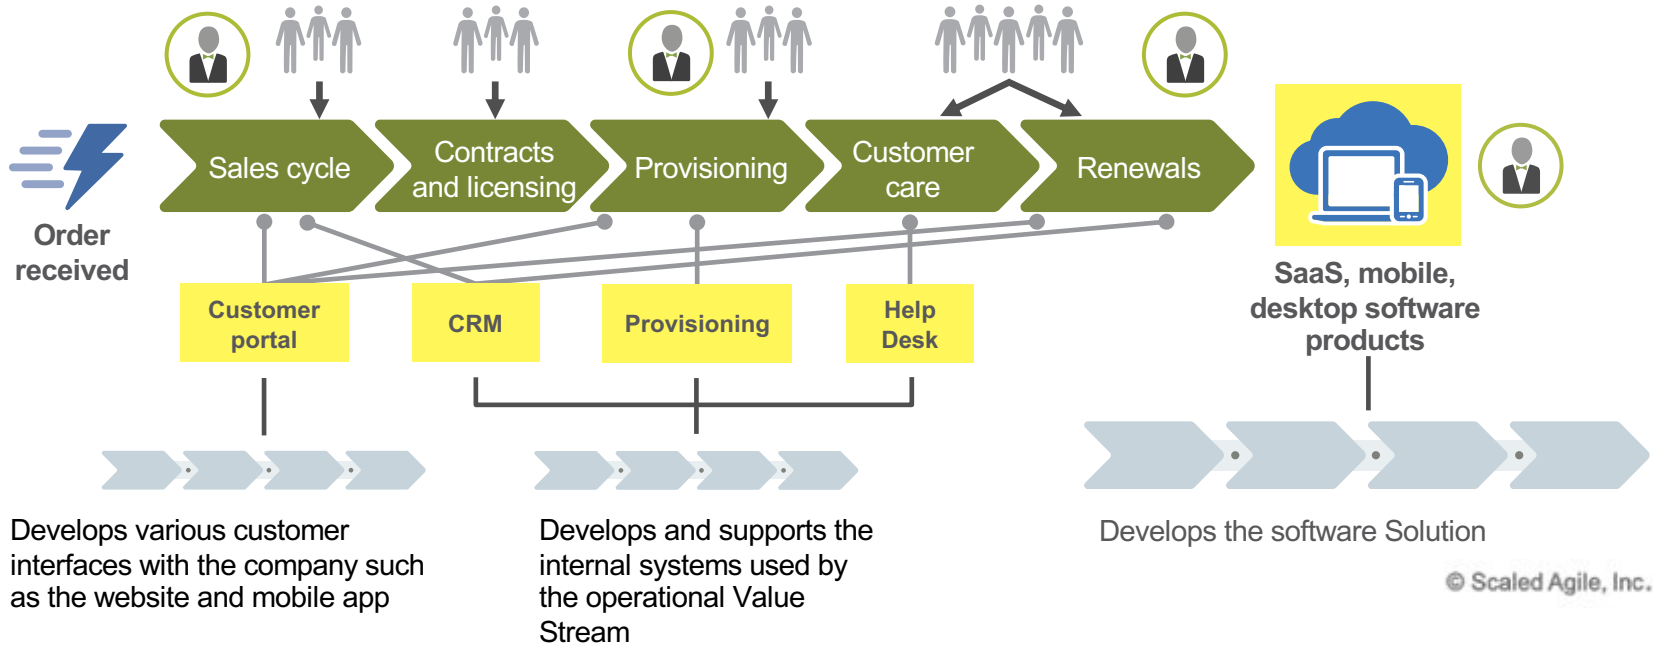 Sales cycle
Contracts
and licensing
Provisioning
Customer
care
Renewals
Order
received
SaaS, mobile,
desktop software
products
Customer
portal
CRM
Provisioning
Help
Desk
Develops various customer
interfaces with the company such
as the website and mobile app
Develops and supports the
internal systems used by
the operational Value
Stream
Develops the software Solution
© Scaled Agile, Inc.